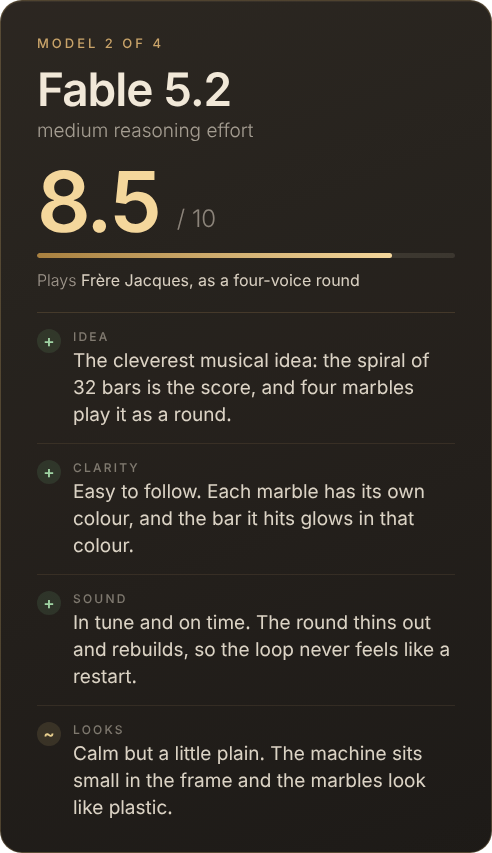 MODEL 2 OF 4
Fable 5.2
medium reasoning effort
8.5 / 10
Plays Frère Jacques, as a four-voice round
+ IDEA
The cleverest musical idea: the spiral of
32 bars is the score, and four marbles
play it as a round.
+ CLARITY
Easy to follow. Each marble has its own
colour, and the bar it hits glows in that
colour.
+ SOUND
In tune and on time. The round thins out
and rebuilds, so the loop never feels like a
restart.
~ LOOKS
Calm but a little plain. The machine sits
small in the frame and the marbles look
like plastic.